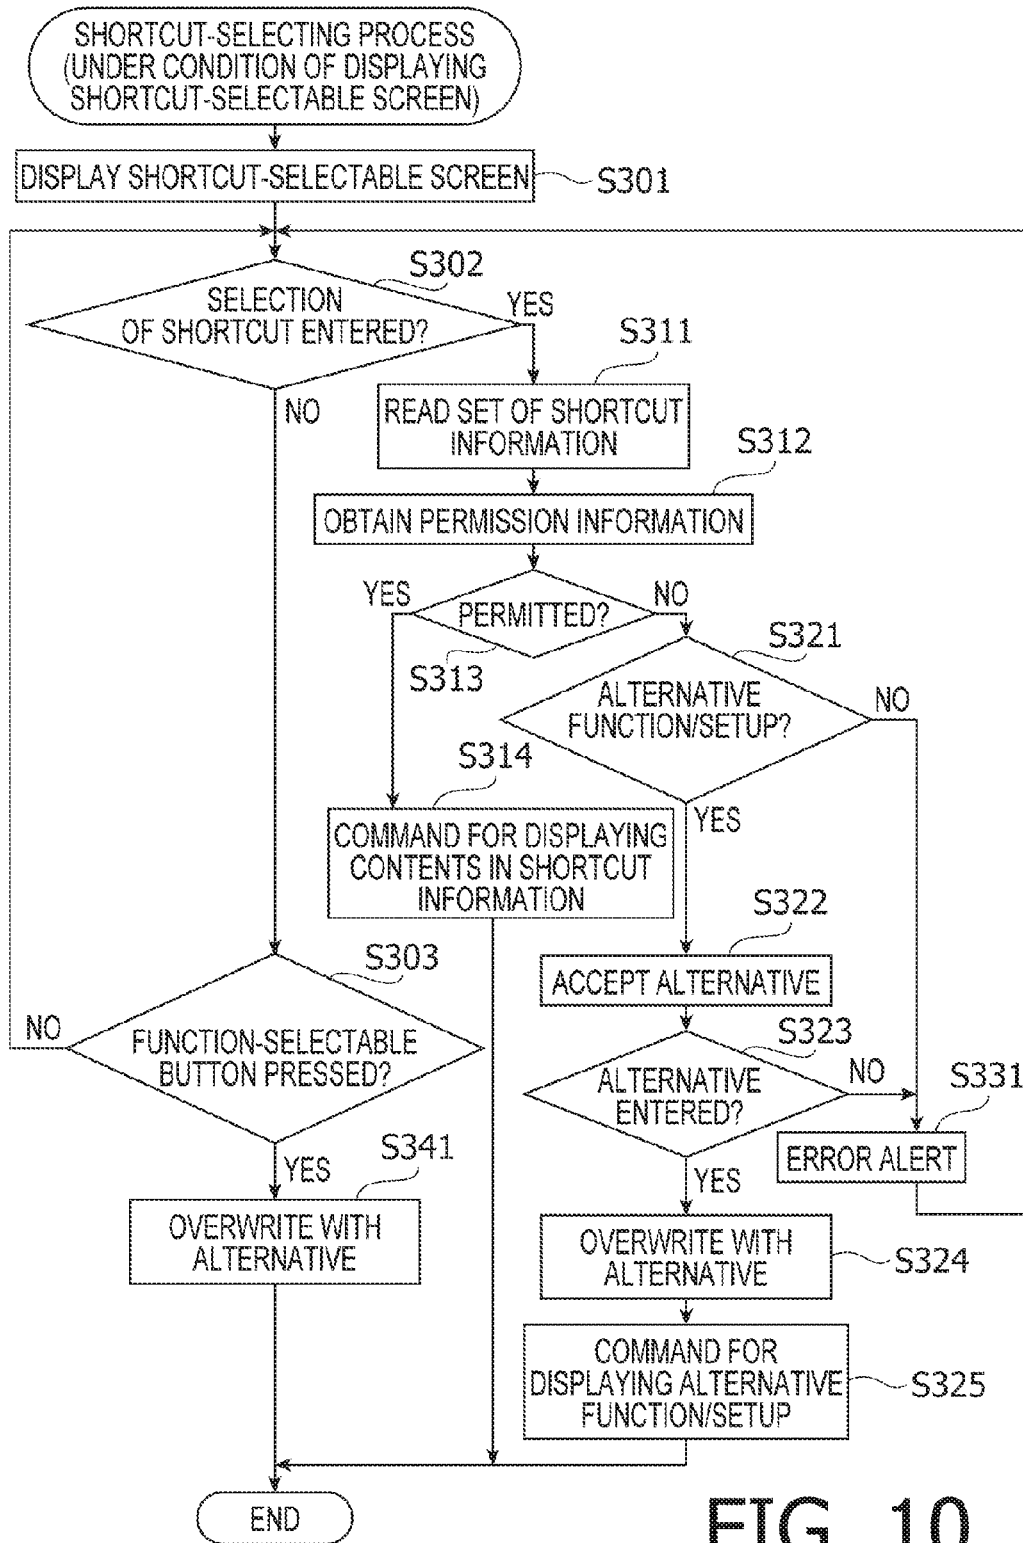 SHORTCUT-SELECTING PROCESS
(UNDER CONDITION OF DISPLAYING
SHORTCUT-SELECTABLE SCREEN)
DISPLAY SHORTCUT-SELECTABLE SCREEN
S301
S302
SELECTION
OF SHORTCUT ENTERED?
YES
NO
S311
READ SET OF SHORTCUT
INFORMATION
S312
OBTAIN PERMISSION INFORMATION
YES
PERMITTED?
NO
S313
S321
ALTERNATIVE
FUNCTION/SETUP?
NO
YES
S314
COMMAND FOR DISPLAYING
CONTENTS IN SHORTCUT
INFORMATION
S322
ACCEPT ALTERNATIVE
S303
NO
FUNCTION-SELECTABLE
BUTTON PRESSED?
YES
S323
ALTERNATIVE
ENTERED?
NO
YES
S331
ERROR ALERT
S341
OVERWRITE WITH
ALTERNATIVE
OVERWRITE WITH
ALTERNATIVE
S324
COMMAND FOR
DISPLAYING ALTERNATIVE
FUNCTION/SETUP
S325
END
FIG. 10